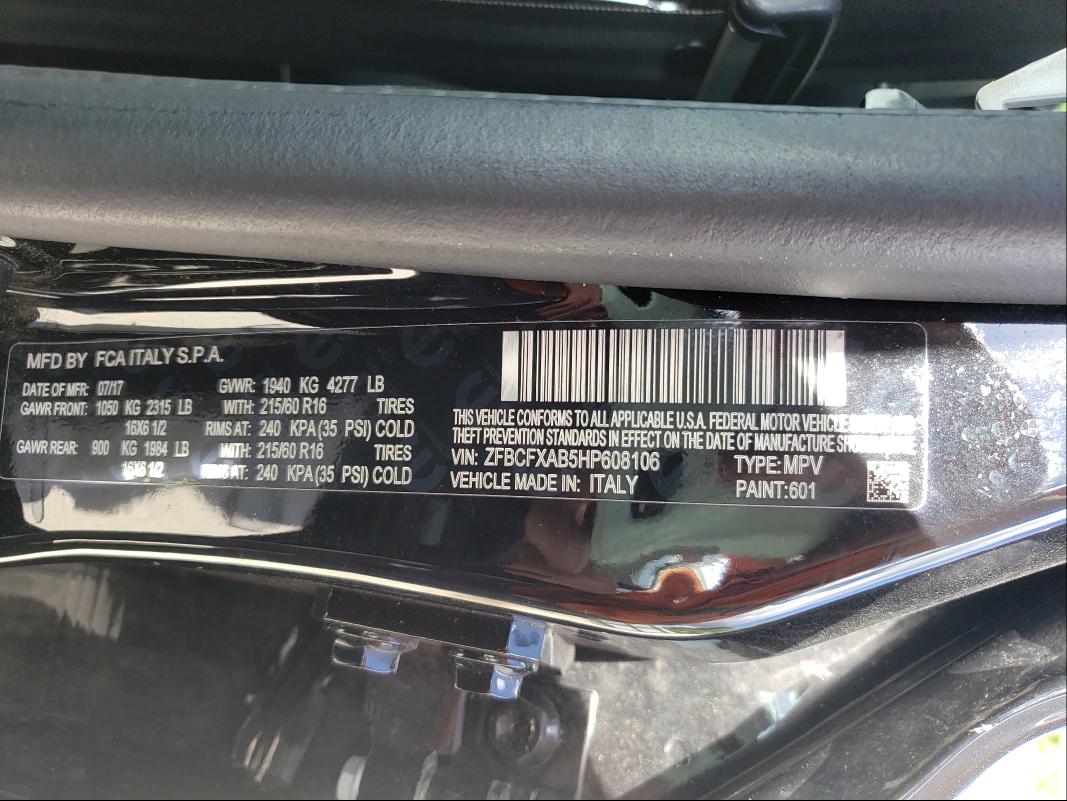 MFD BY FCA ITALY S.P.A.
DATE OF MFR: 07/17 GVWR: 1940 KG 4277 LB
GAWR FRONT: 1050 KG 2315 LB WITH: 215/60 R16 TIRES
16X6 1/2 RIMS AT: 240 KPA(35 PSI) COLD
GAWR REAR: 900 KG 1984 LB WITH: 215/60 R16 TIRES
16X6 1/2 RIMS AT: 240 KPA(35 PSI) COLD
THIS VEHICLE CONFORMS TO ALL APPLICABLE U.S.A. FEDERAL MOTOR VEHICLE
THEFT PREVENTION STANDARDS IN EFFECT ON THE DATE OF MANUFACTURE
VIN: ZFBCFXAB5HP608106 TYPE:MPV
VEHICLE MADE IN: ITALY PAINT:601